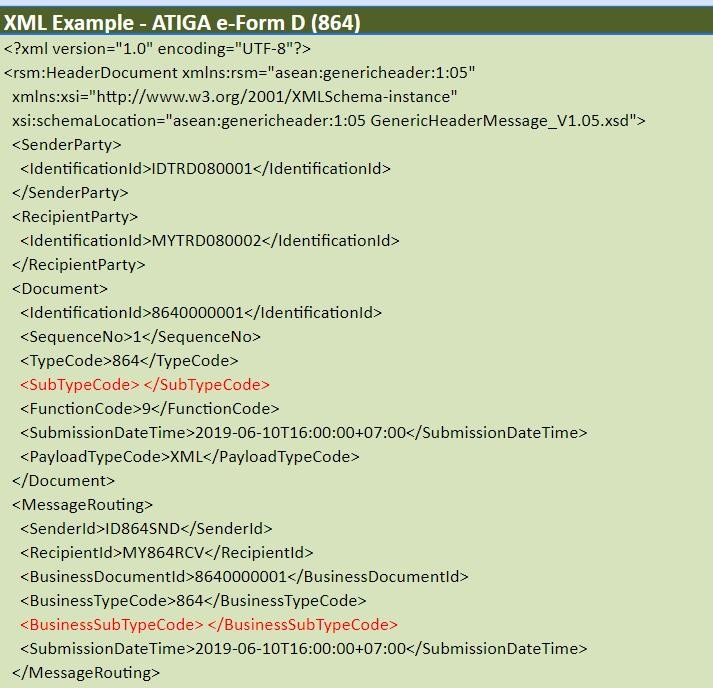 XML Example - ATIGA e-Form D (864)
<?xml version="1.0" encoding="UTF-8"?>
<rsm:HeaderDocument xmlns:rsm="asean:genericheader:1:05"
xmlns:xsi="http://www.w3.org/2001/XMLSchema-instance"
xsi:schemaLocation="asean:genericheader:1:05 GenericHeaderMessage_V1.05.xsd">
<SenderParty>
<IdentificationId>IDTRD080001</IdentificationId>
</SenderParty>
<RecipientParty>
<IdentificationId>MYTRD080002</IdentificationId>
</RecipientParty>
<Document>
<IdentificationId>8640000001</IdentificationId>
<SequenceNo>1</SequenceNo>
<TypeCode>864</TypeCode>
<SubTypeCode> </SubTypeCode>
<FunctionCode>9</FunctionCode>
<SubmissionDateTime>2019-06-10T16:00:00+07:00</SubmissionDateTime>
<PayloadTypeCode>XML</PayloadTypeCode>
</Document>
<MessageRouting>
<SenderId>ID864SND</SenderId>
<RecipientId>MY864RCV</RecipientId>
<BusinessDocumentId>8640000001</BusinessDocumentId>
<BusinessTypeCode>864</BusinessTypeCode>
<BusinessSubTypeCode> </BusinessSubTypeCode>
<SubmissionDateTime>2019-06-10T16:00:00+07:00</SubmissionDateTime>
</MessageRouting>